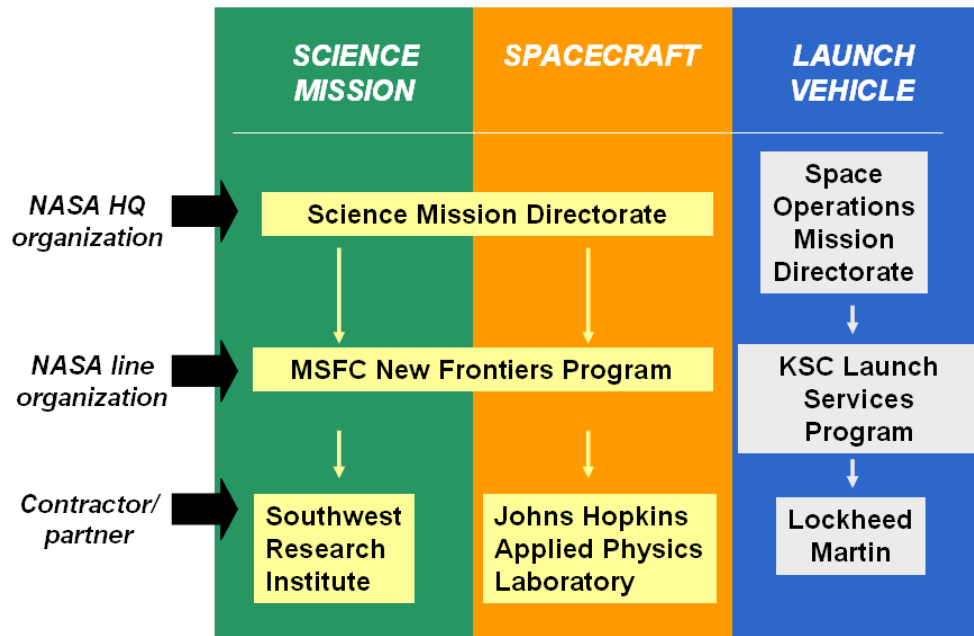 SCIENCE
MISSION
SPACECRAFT
LAUNCH
VEHICLE
NASA HQ
organization
Science Mission Directorate
Space
Operations
Mission
Directorate
NASA line
organization
MSFC New Frontiers Program
KSC Launch
Services
Program
Contractor/
partner
Southwest
Research
Institute
Johns Hopkins
Applied Physics
Laboratory
Lockheed
Martin